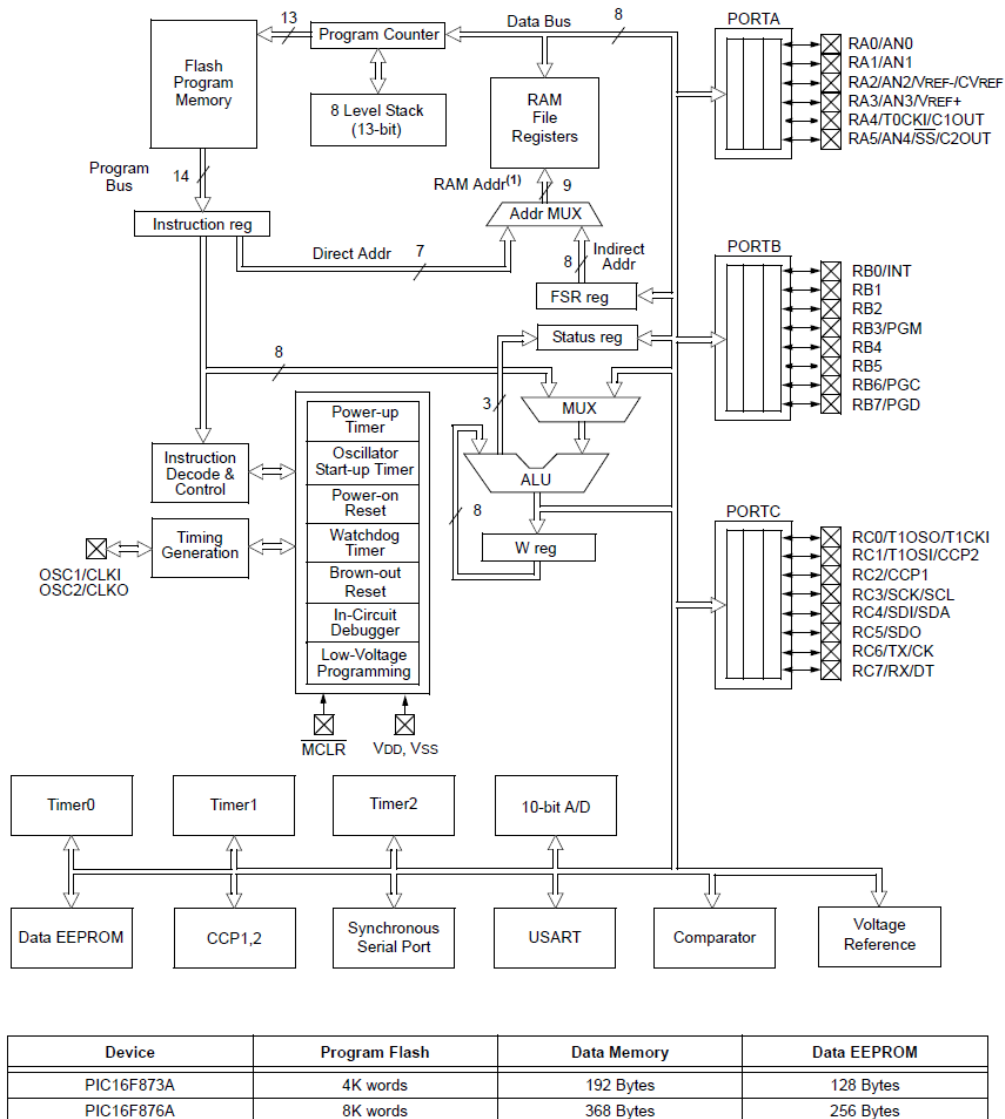 13
Data Bus
8
PORTA
Program Counter
Flash
Program
Memory
8 Level Stack
(13-bit)
RAM
File
Registers
RA0/AN0
RA1/AN1
RA2/AN2/VREF-/CVREF
RA3/AN3/VREF+
RA4/T0CKI/C1OUT
RA5/AN4/SS/C2OUT
Program
Bus
14
RAM Addr(1)
9
Instruction reg
Addr MUX
Direct Addr
7
8
Indirect
Addr
FSR reg
Status reg
PORTB
RB0/INT
RB1
RB2
RB3/PGM
RB4
RB5
RB6/PGC
RB7/PGD
8
3
MUX
Power-up
Timer
Oscillator
Start-up Timer
Power-on
Reset
Watchdog
Timer
Brown-out
Reset
In-Circuit
Debugger
Low-Voltage
Programming
Instruction
Decode &
Control
ALU
8
W reg
Timing
Generation
OSC1/CLKI
OSC2/CLKO
PORTC
RC0/T1OSO/T1CKI
RC1/T1OSI/CCP2
RC2/CCP1
RC3/SCK/SCL
RC4/SDI/SDA
RC5/SDO
RC6/TX/CK
RC7/RX/DT
MCLR
VDD, VSS
Timer0
Timer1
Timer2
10-bit A/D
Data EEPROM
CCP1,2
Synchronous
Serial Port
USART
Comparator
Voltage
Reference
Device Program Flash Data Memory Data EEPROM
PIC16F873A 4K words 192 Bytes 128 Bytes
PIC16F876A 8K words 368 Bytes 256 Bytes